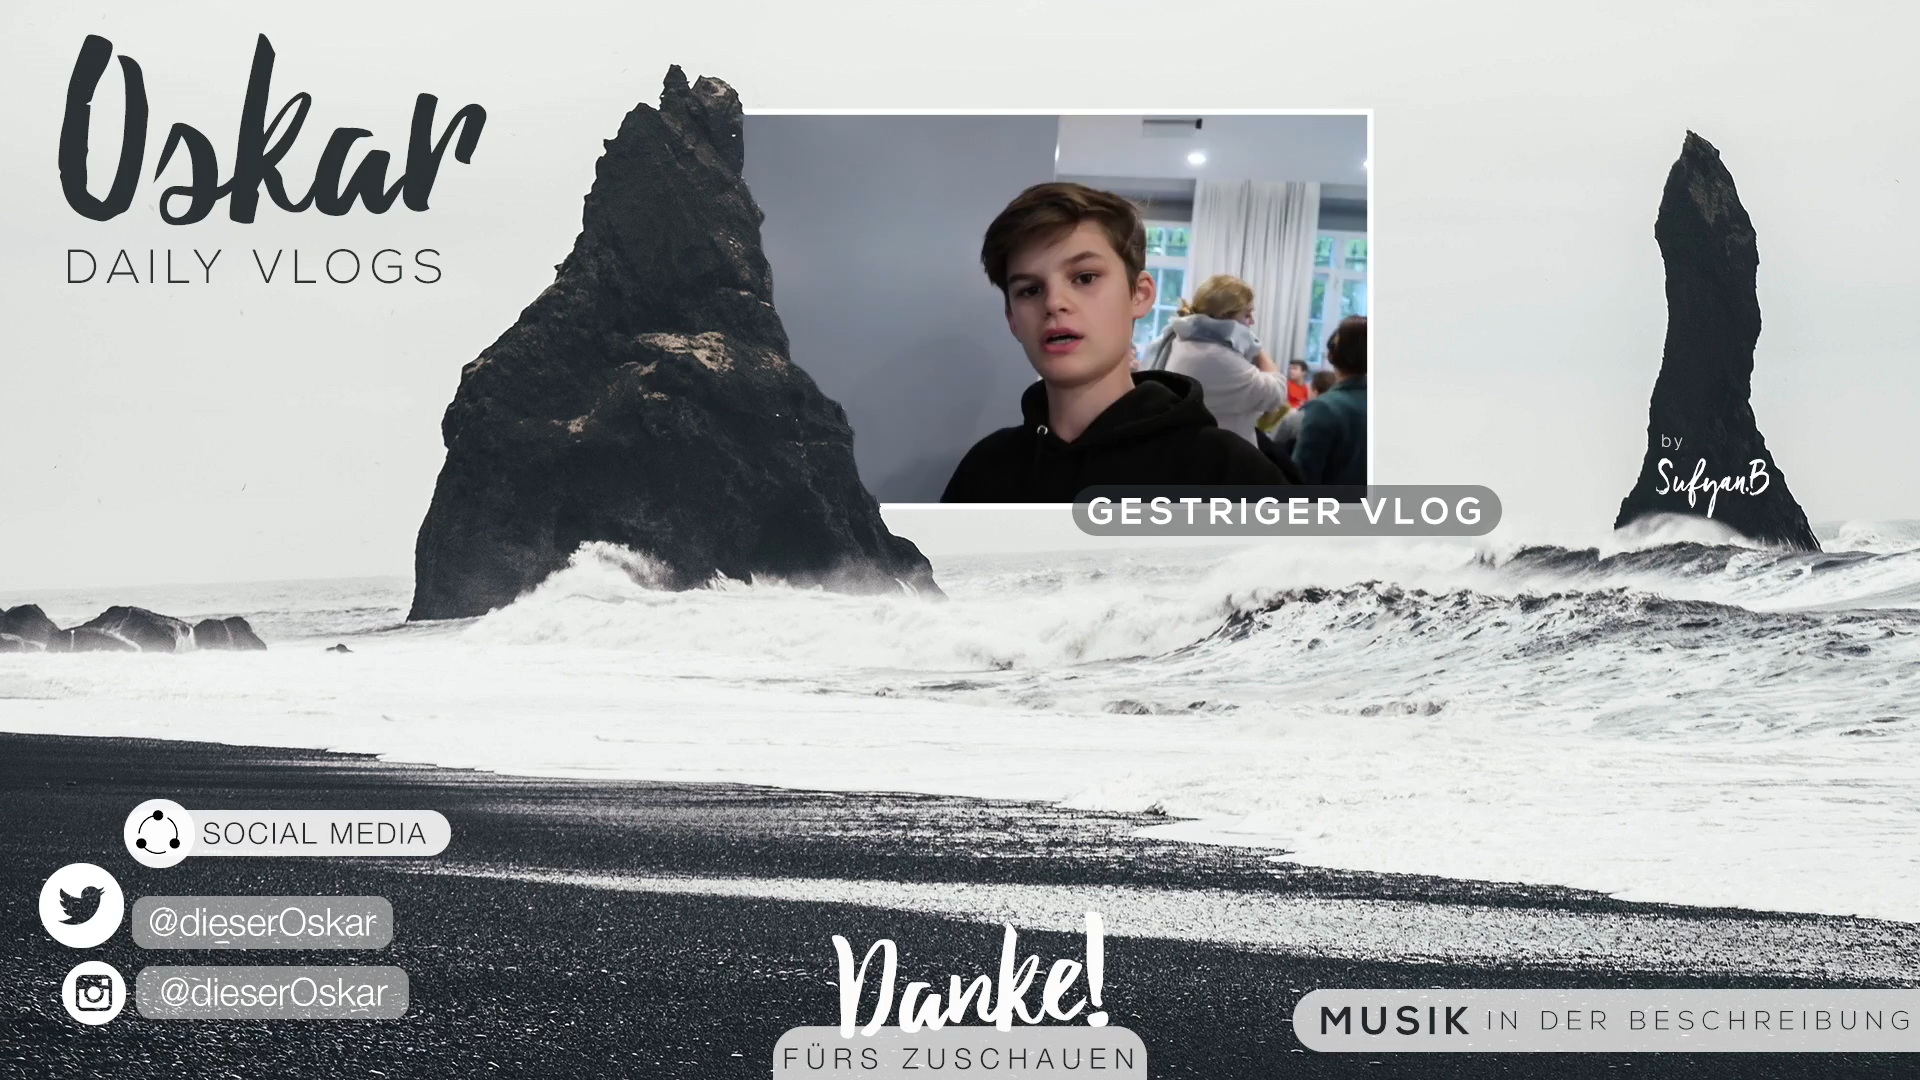 Oskar
DAILY VLOGS
GESTRIGER VLOG
by
Sufyan.B
SOCIAL MEDIA
@dieserOskar
@dieserOskar
Danke!
FÜRS ZUSCHAUEN
MUSIK IN DER BESCHREIBUNG